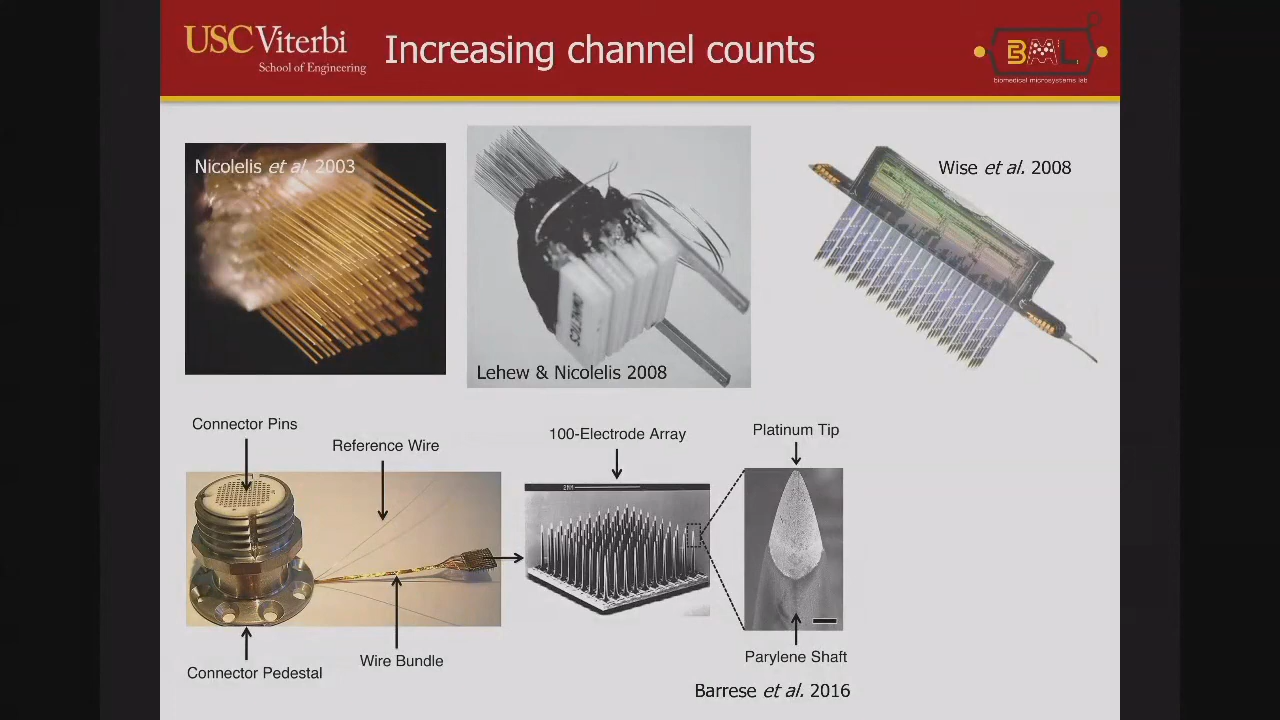 USC Viterbi
School of Engineering
Increasing channel counts
BML
biomedical microsystems lab
Nicolelis et al. 2003
Lehew & Nicolelis 2008
Wise et al. 2008
Connector Pins
Reference Wire
100-Electrode Array
Platinum Tip
2MM
Connector Pedestal
Wire Bundle
Parylene Shaft
Barrese et al. 2016